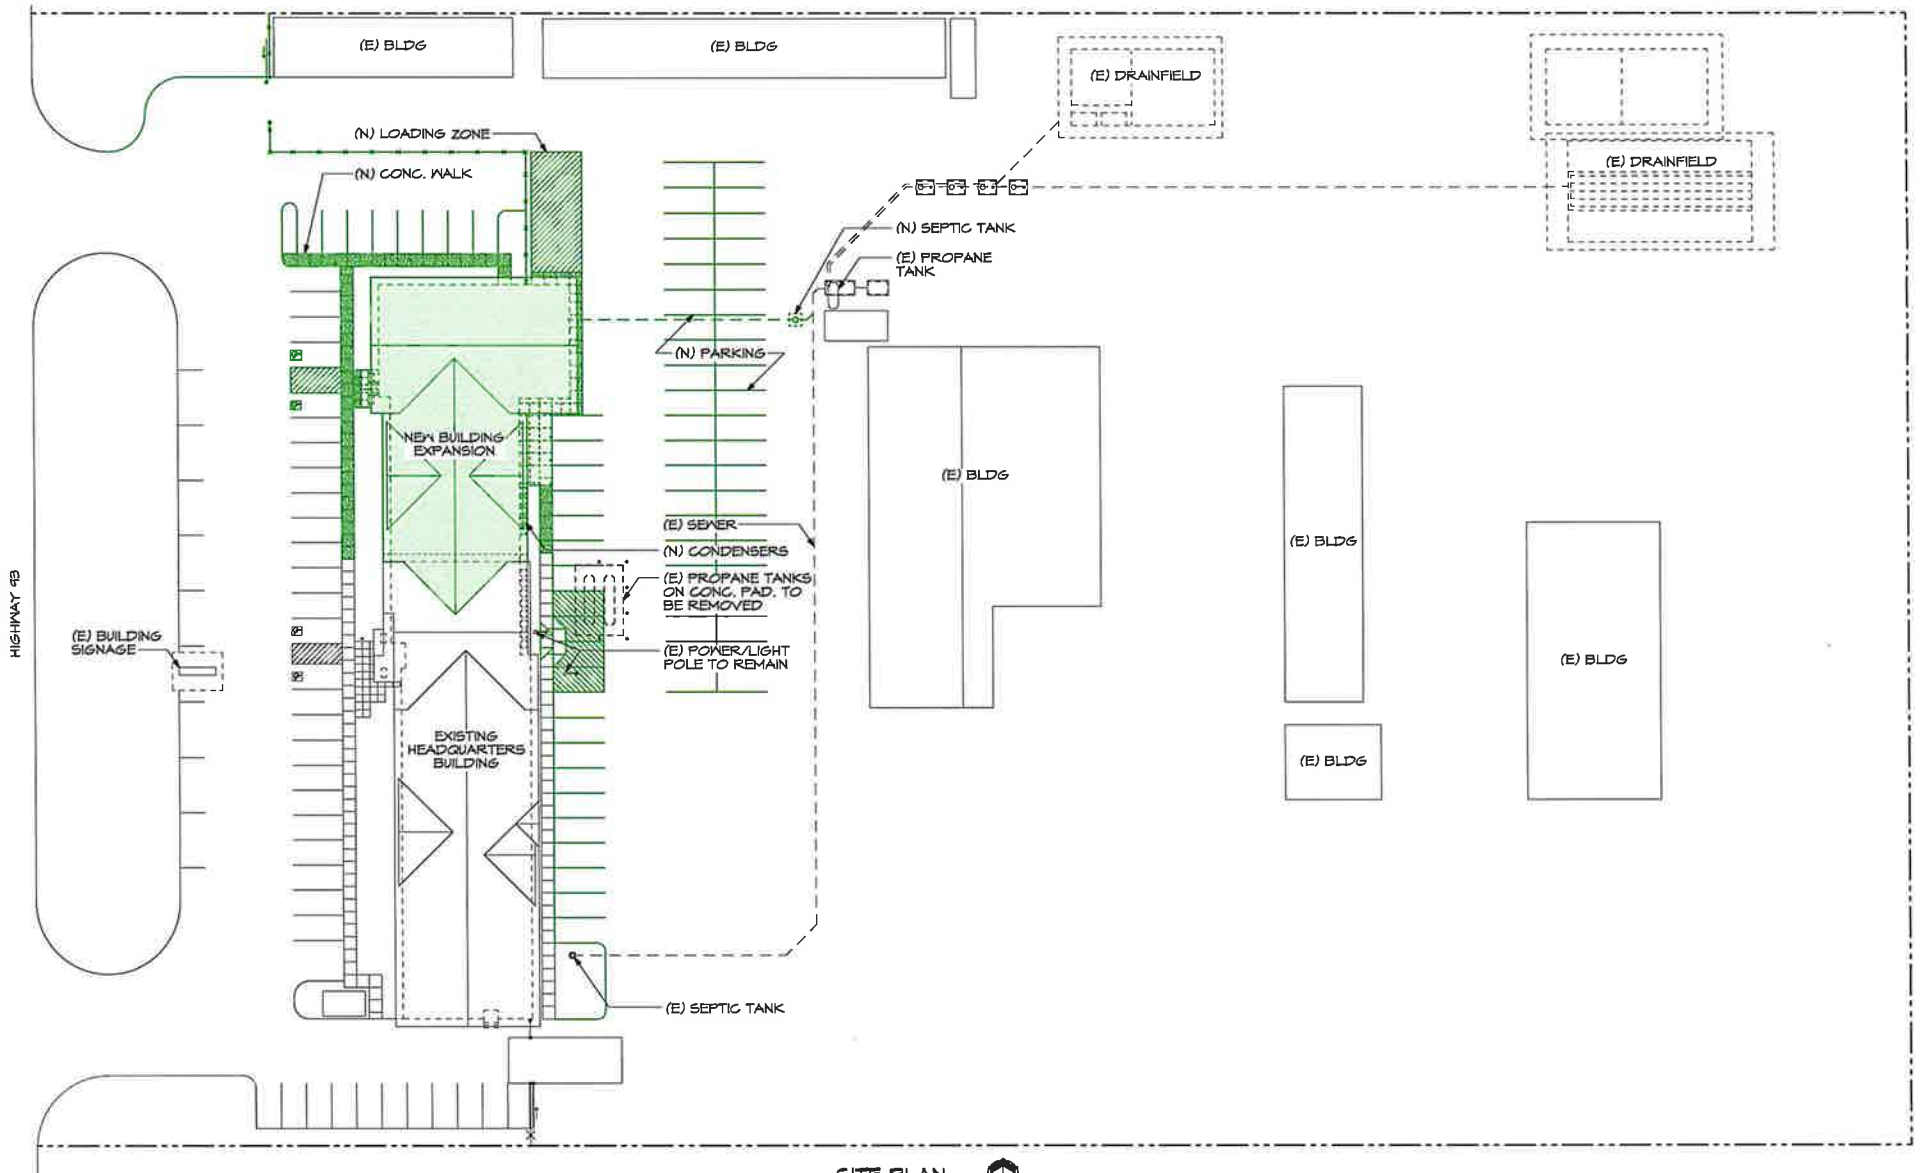 (E) BLDG
(E) BLDG
(E) DRAINFIELD
(N) LOADING ZONE
(E) DRAINFIELD
(N) CONC. WALK
(N) SEPTIC TANK
(E) PROPANE
TANK
(N) PARKING
NEW BUILDING
EXPANSION
(E) BLDG
(E) SEWER
(N) CONDENSERS
(E) BLDG
(E) PROPANE TANKS
ON CONC. PAD. TO
BE REMOVED
HIGHWAY 93
(E) BUILDING
SIGNAGE
(E) POWER/LIGHT
POLE TO REMAIN
(E) BLDG
EXISTING
HEADQUARTERS
BUILDING
(E) BLDG
(E) SEPTIC TANK
SITE PLAN